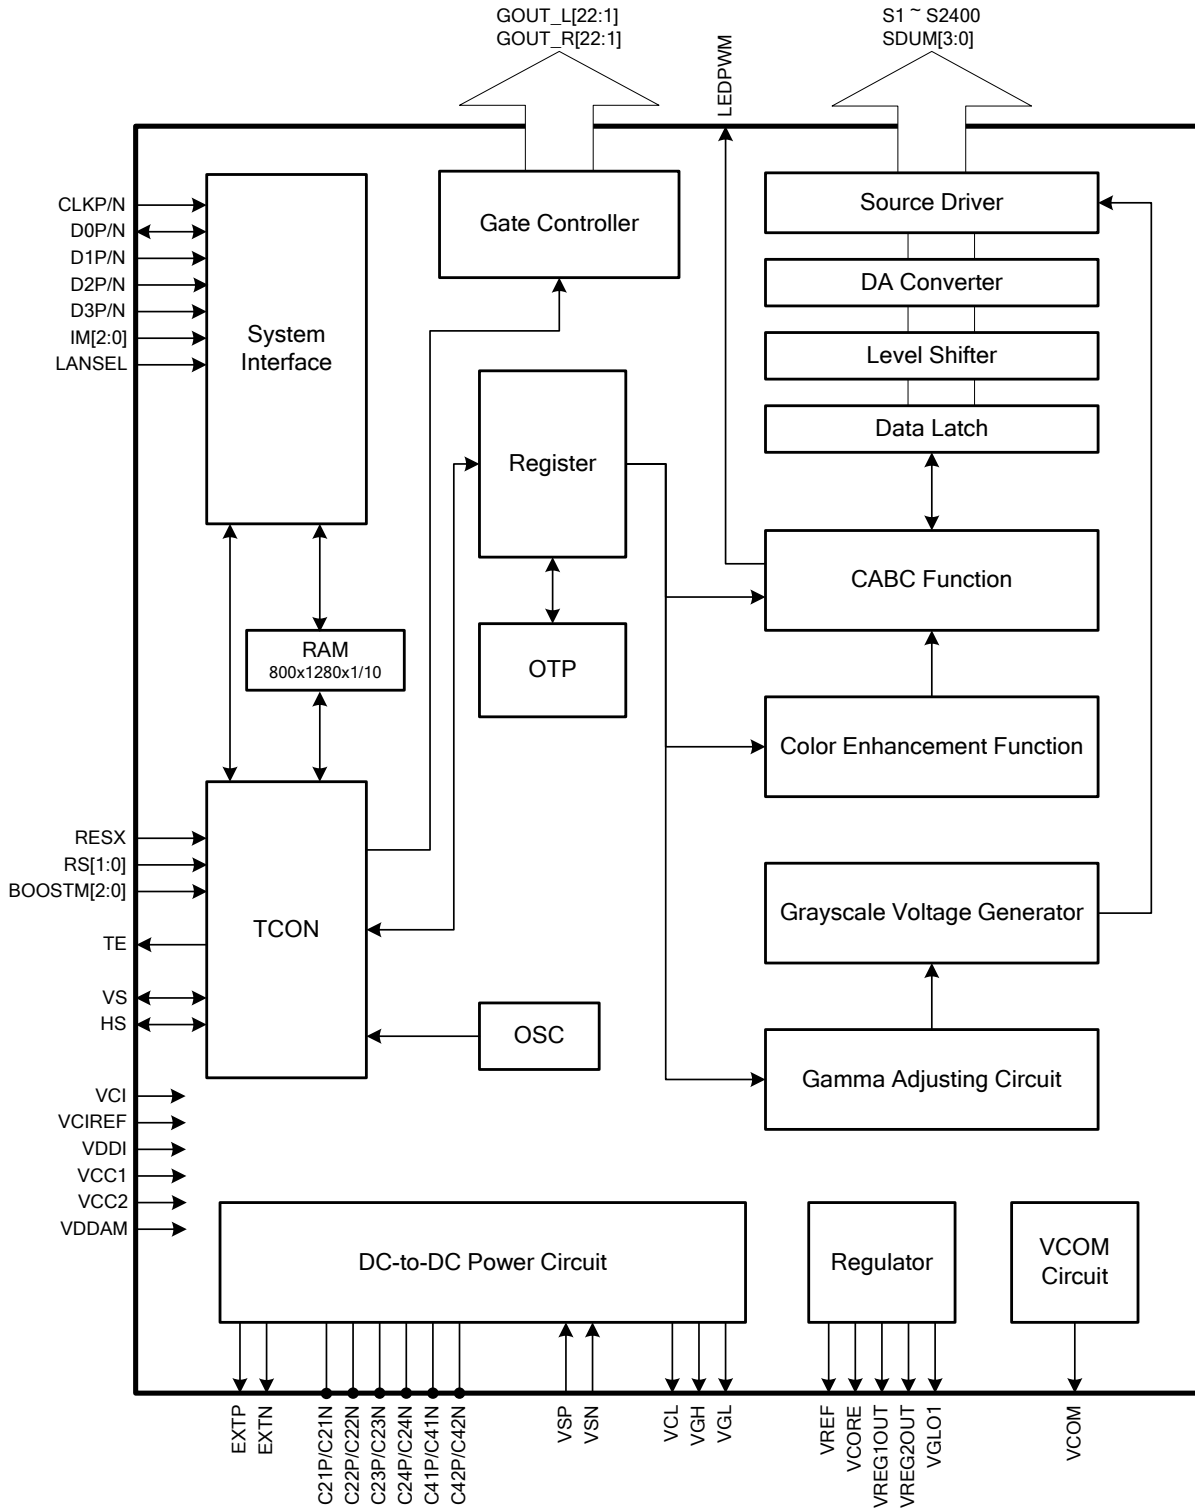 GOUT_L[22:1]
GOUT_R[22:1]
LEDPWM
S1 ~ S2400
SDUM[3:0]
CLKP/N
D0P/N
D1P/N
D2P/N
D3P/N
IM[2:0]
LANSEL
System
Interface
Gate Controller
Source Driver
DA Converter
Level Shifter
Data Latch
Register
CABC Function
OTP
RAM
800x1280x1/10
Color Enhancement Function
RESX
RS[1:0]
BOOSTM[2:0]
TE
VS
HS
TCON
Grayscale Voltage Generator
OSC
Gamma Adjusting Circuit
VCI
VCIREF
VDDI
VCC1
VCC2
VDDAM
DC-to-DC Power Circuit
Regulator
VCOM
Circuit
EXTP
EXTN
C21P/C21N
C22P/C22N
C23P/C23N
C24P/C24N
C41P/C41N
C42P/C42N
VSP
VSN
VCL
VGH
VGL
VREF
VCORE
VREG1OUT
VREG2OUT
VGLO1
VCOM